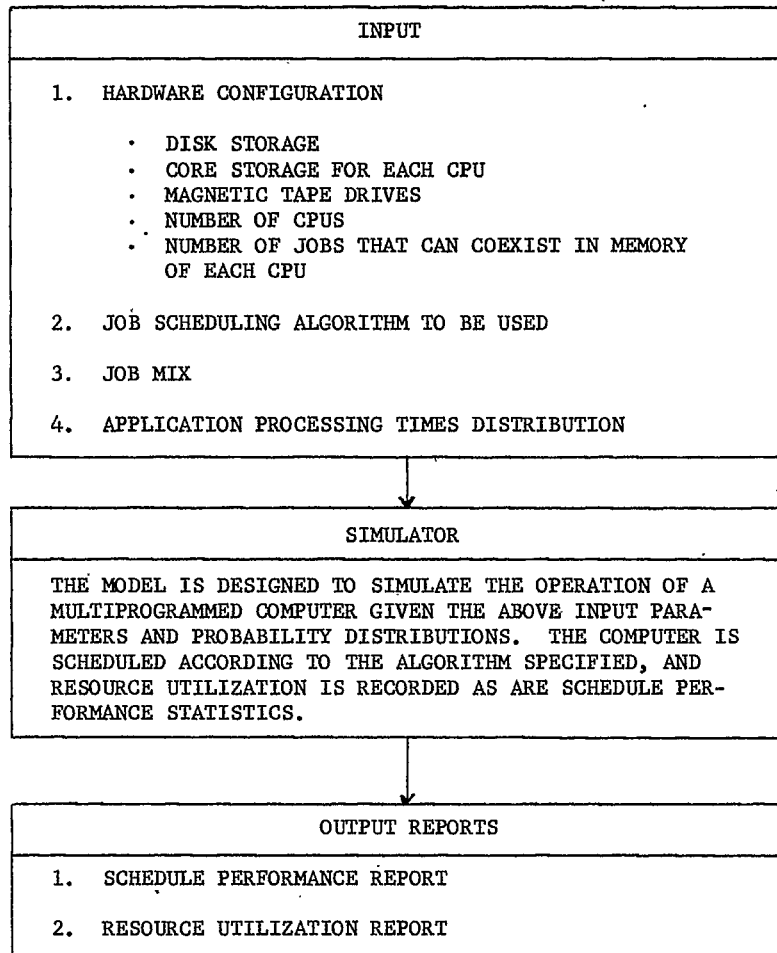 INPUT
1. HARDWARE CONFIGURATION
· DISK STORAGE
· CORE STORAGE FOR EACH CPU
· MAGNETIC TAPE DRIVES
· NUMBER OF CPUS
· NUMBER OF JOBS THAT CAN COEXIST IN MEMORY
OF EACH CPU
2. JOB SCHEDULING ALGORITHM TO BE USED
3. JOB MIX
4. APPLICATION PROCESSING TIMES DISTRIBUTION
SIMULATOR
THE MODEL IS DESIGNED TO SIMULATE THE OPERATION OF A
MULTIPROGRAMMED COMPUTER GIVEN THE ABOVE INPUT PARA-
METERS AND PROBABILITY DISTRIBUTIONS. THE COMPUTER IS
SCHEDULED ACCORDING TO THE ALGORITHM SPECIFIED, AND
RESOURCE UTILIZATION IS RECORDED AS ARE SCHEDULE PER-
FORMANCE STATISTICS.
OUTPUT REPORTS
1. SCHEDULE PERFORMANCE REPORT
2. RESOURCE UTILIZATION REPORT